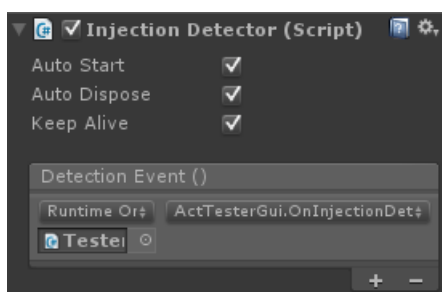 Injection Detector (Script)
Auto Start
Auto Dispose
Keep Alive
Detection Event ()
Runtime Or
ActTesterGui.OnInjectionDet
Tester